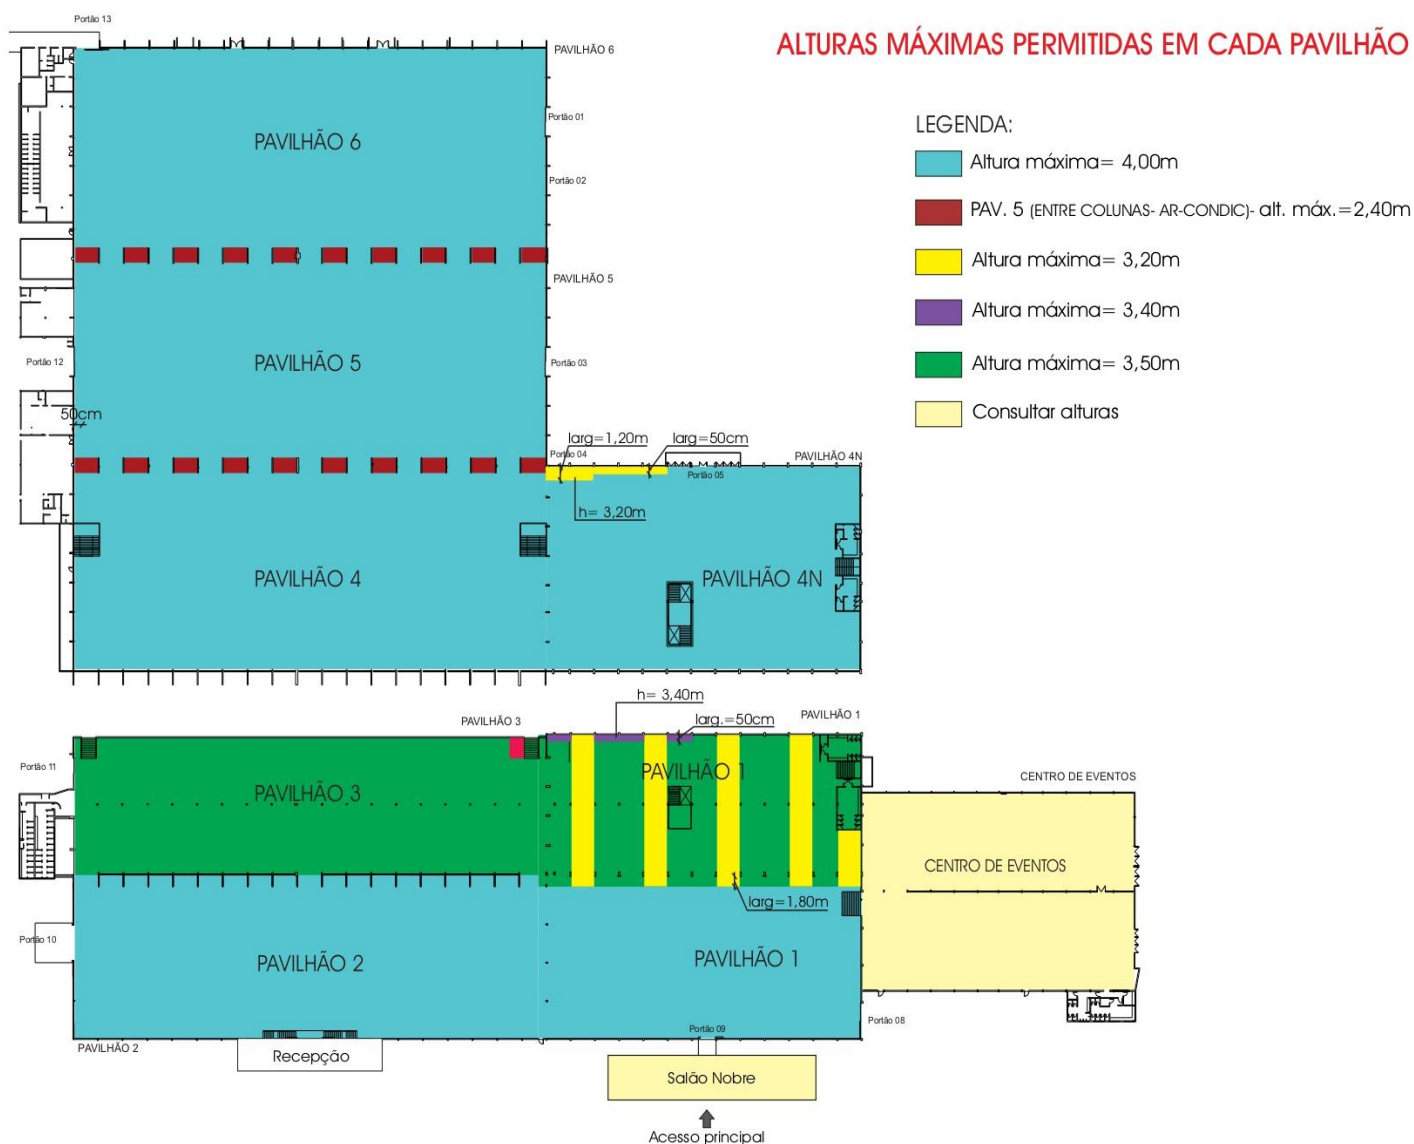 Portão 13
PAVILHÃO 6
ALTURAS MÁXIMAS PERMITIDAS EM CADA PAVILHÃO
LEGENDA:
Altura máxima= 4,00m
PAV. 5 (ENTRE COLUNAS- AR-CONDIC)- alt. máx.=2,40m
Altura máxima= 3,20m
Altura máxima= 3,40m
Altura máxima= 3,50m
Consultar alturas
Portão 01
PAVILHÃO 6
Portão 02
PAVILHÃO 5
Portão 12
PAVILHÃO 5
Portão 03
50cm
larg=1,20m
larg=50cm
Portão 04
PAVILHÃO 4N
Portão 05
h= 3,20m
PAVILHÃO 4
PAVILHÃO 4N
h= 3,40m
PAVILHÃO 3
larg.=50cm
PAVILHÃO 1
Portão 11
PAVILHÃO 3
PAVILHÃO 1
CENTRO DE EVENTOS
CENTRO DE EVENTOS
larg=1,80m
Portão 10
PAVILHÃO 2
PAVILHÃO 1
Portão 08
Portão 09
PAVILHÃO 2
Recepção
Salão Nobre
Acesso principal